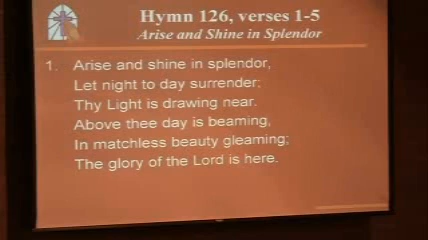 Hymn 126, verses 1-5
Arise and Shine in Splendor
1. Arise and shine in splendor,
Let night to day surrender;
Thy Light is drawing near.
Above thee day is beaming,
In matchless beauty gleaming;
The glory of the Lord is here.